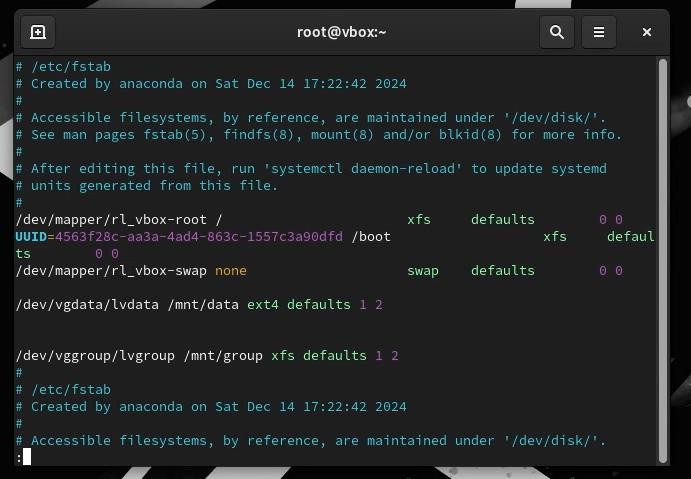 root@vbox:~
# /etc/fstab
# Created by anaconda on Sat Dec 14 17:22:42 2024
#
# Accessible filesystems, by reference, are maintained under '/dev/disk/'.
# See man pages fstab(5), findfs(8), mount(8) and/or blkid(8) for more info.
#
# After editing this file, run 'systemctl daemon-reload' to update systemd
# units generated from this file.
#
/dev/mapper/rl_vbox-root /                       xfs     defaults        0 0
UUID=4563f28c-aa3a-4ad4-863c-1557c3a90dfd /boot                   xfs     defaul
ts        0 0
/dev/mapper/rl_vbox-swap none                    swap    defaults        0 0
/dev/vgdata/lvdata /mnt/data ext4 defaults 1 2
/dev/vggroup/lvgroup /mnt/group xfs defaults 1 2
#
# /etc/fstab
# Created by anaconda on Sat Dec 14 17:22:42 2024
#
# Accessible filesystems, by reference, are maintained under '/dev/disk/'.
: